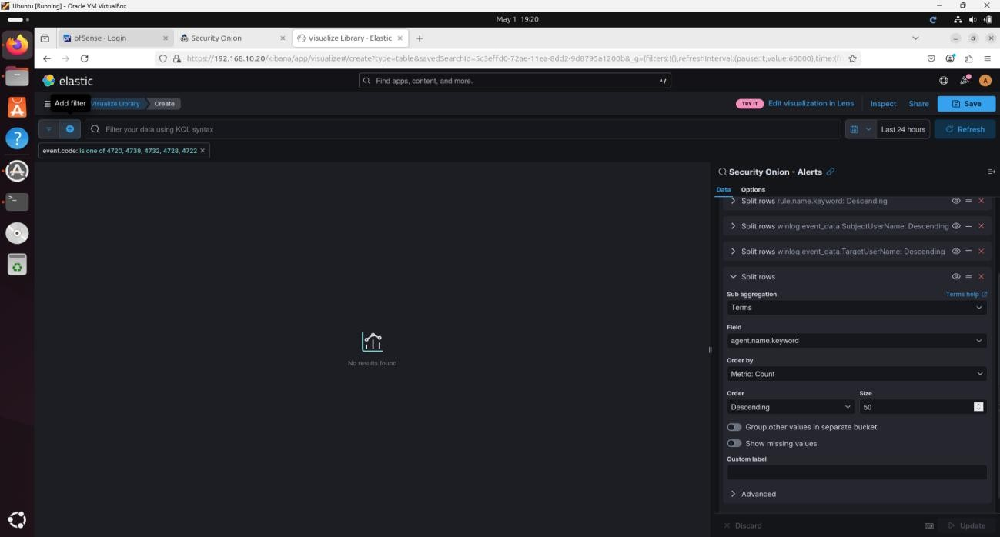 Ubuntu [Running] - Oracle VM VirtualBox
May 1 19:20
pfSense - Login
Security Onion
Visualize Library - Elastic
https://192.168.10.20/kibana/app/visualize#/create?type=table&savedSearchId=5c3effd0-72ae-11ea-8dd2-9d8795a1200b&_g=(filters:!(),refreshInterval:(pause:!t,value:60000),time:(fr
elastic
Find apps, content, and more.
^/
A
Add filter
Visualize Library
Create
TRY IT
Edit visualization in Lens
Inspect
Share
Save
Filter your data using KQL syntax
Last 24 hours
Refresh
event.code: is one of 4720, 4738, 4732, 4728, 4722
Security Onion - Alerts
Data
Options
Split rows rule.name.keyword: Descending
Split rows winlog.event_data.SubjectUserName: Descending
Split rows winlog.event_data.TargetUserName: Descending
Split rows
Sub aggregation
Terms help
Terms
Field
agent.name.keyword
Order by
Metric: Count
Order
Size
Descending
50
Group other values in separate bucket
Show missing values
Custom label
Advanced
No results found
Discard
Update